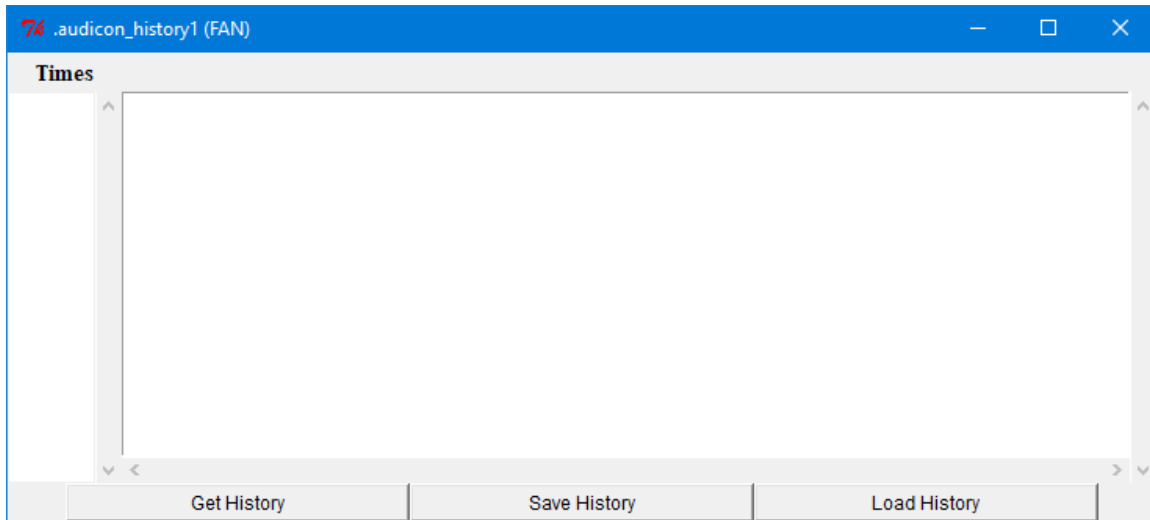 .audicon_history1 (FAN)
Times
Get History
Save History
Load History